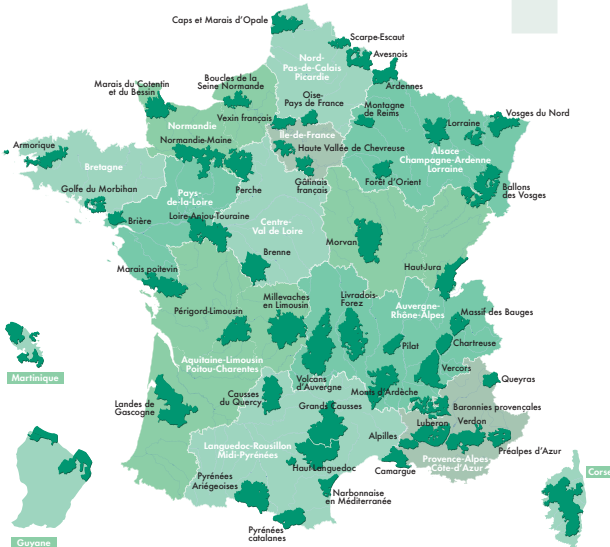 Caps et Marais d'Opale
Scarpe-Escaut
Avesnois
Nord-
Pas-de-Calais
Picardie
Ardennes
Marais du Cotentin
et du Bessin
Boucles de la
Seine Normande
Oise-
Pays de France
Montagne
de Reims
Vosges du Nord
Lorraine
Vexin français
Normandie
Île-de-France
Armorique
Normandie-Maine
Haute Vallée de Chevreuse
Alsace
Champagne-Ardenne
Lorraine
Bretagne
Perche
Gâtinais
français
Forêt d'Orient
Ballons
des Vosges
Golfe du Morbihan
Pays-
de-la-Loire
Brière
Loire-Anjou-Touraine
Centre-
Val de Loire
Morvan
Brenne
Marais poitevin
Haut-Jura
Millevaches
en Limousin
Livradois-
Forez
Périgord-Limousin
Auvergne-
Rhône-Alpes
Massif des Bauges
Pilat
Chartreuse
Aquitaine-Limousin
Poitou-Charentes
Vercors
Martinique
Volcans
d'Auvergne
Queyras
Causses
du Quercy
Monts d'Ardèche
Landes de
Gascogne
Grands Causses
Baronnies provençales
Luberon
Verdon
Alpilles
Languedoc-Roussillon
Midi-Pyrénées
Préalpes d'Azur
Provence-Alpes-
Côte-d'Azur
Haut-Languedoc
Camargue
Corse
Pyrénées
Ariégeoises
Narbonnaise
en Méditerranée
Pyrénées
catalanes
Guyane